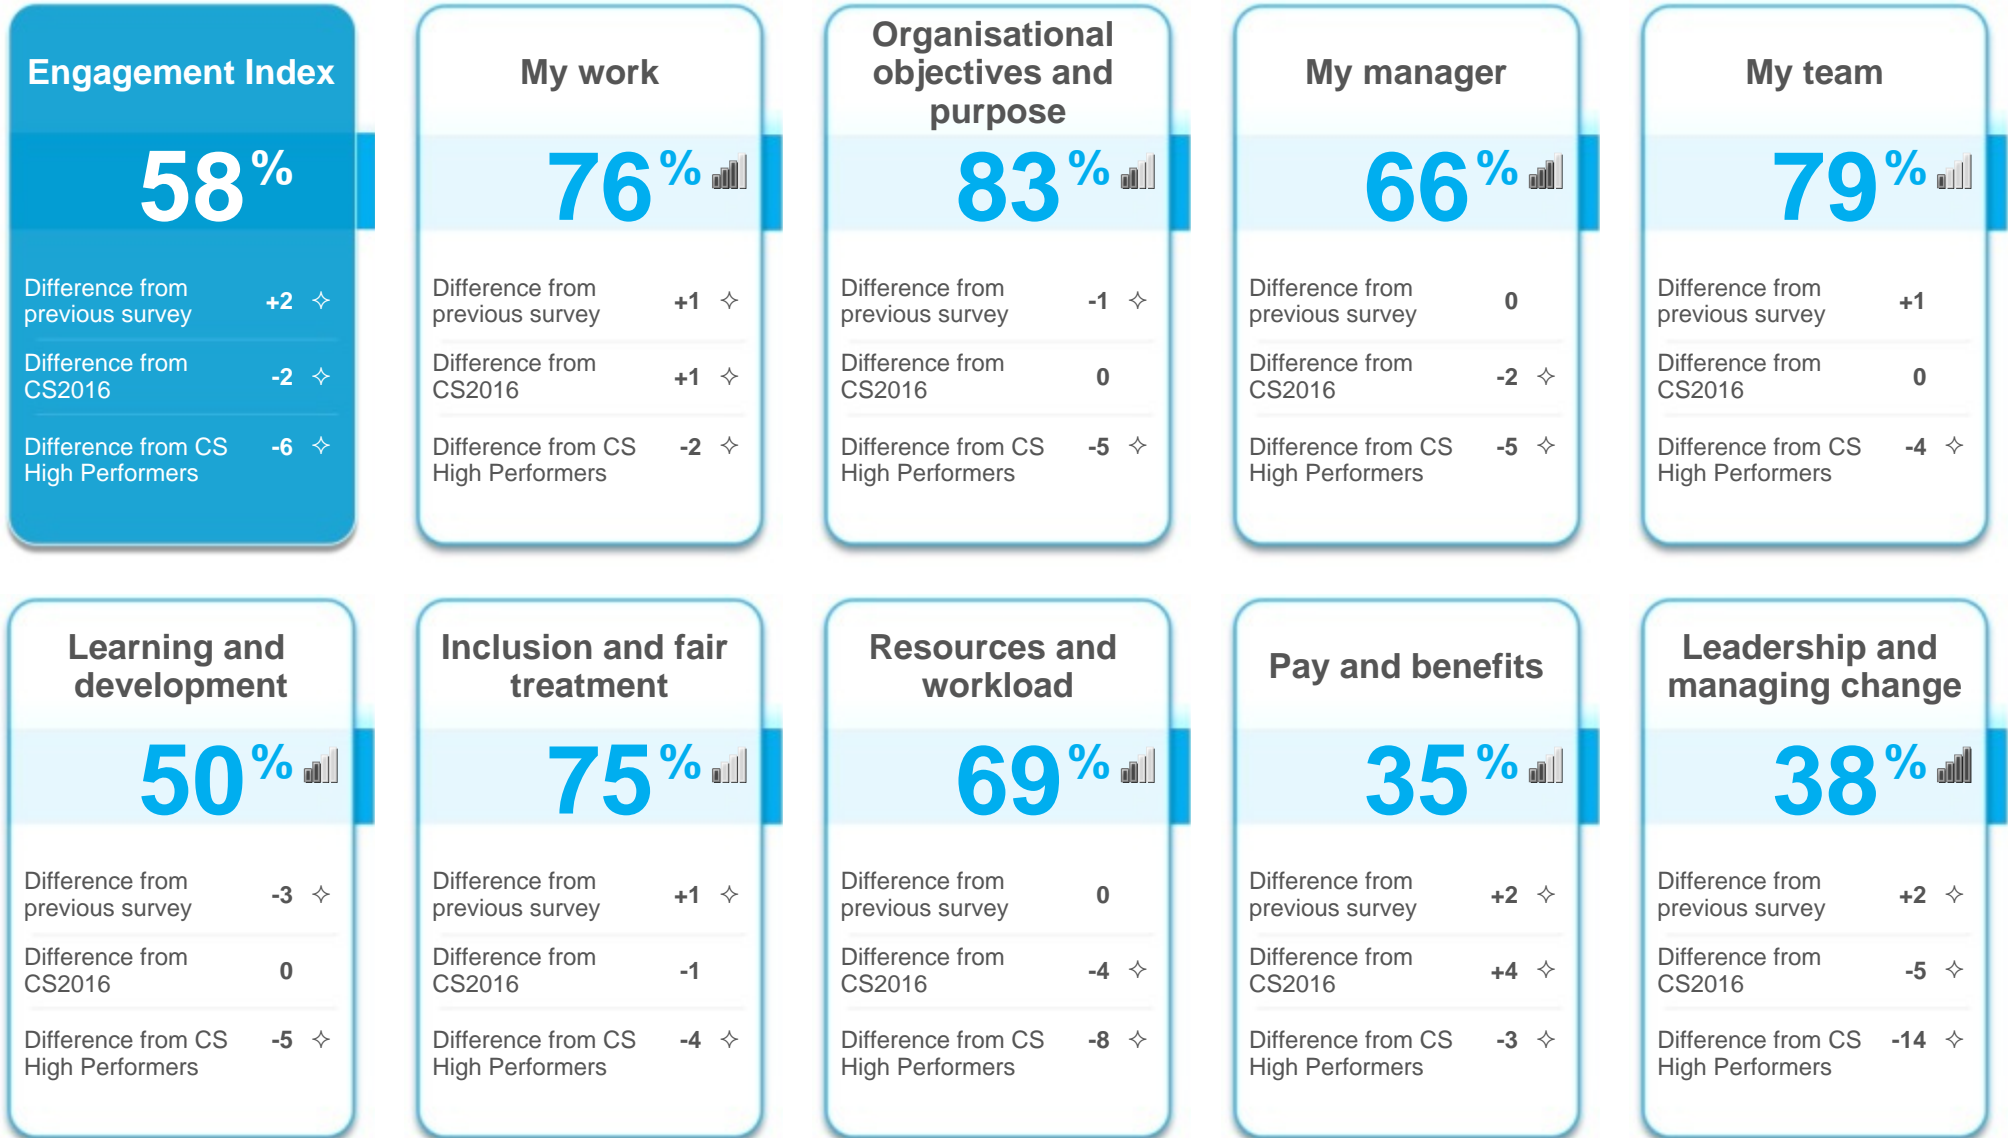 Engagement Index
58%
Difference from
previous survey +2 ✧
Difference from
CS2016 -2 ✧
Difference from CS
High Performers -6 ✧
My work
76%
Difference from
previous survey +1 ✧
Difference from
CS2016 +1 ✧
Difference from CS
High Performers -2 ✧
Organisational
objectives and
purpose
83%
Difference from
previous survey -1 ✧
Difference from
CS2016 0
Difference from CS
High Performers -5 ✧
My manager
66%
Difference from
previous survey 0
Difference from
CS2016 -2 ✧
Difference from CS
High Performers -5 ✧
My team
79%
Difference from
previous survey +1
Difference from
CS2016 0
Difference from CS
High Performers -4 ✧
Learning and
development
50%
Difference from
previous survey -3 ✧
Difference from
CS2016 0
Difference from CS
High Performers -5 ✧
Inclusion and fair
treatment
75%
Difference from
previous survey +1 ✧
Difference from
CS2016 -1
Difference from CS
High Performers -4 ✧
Resources and
workload
69%
Difference from
previous survey 0
Difference from
CS2016 -4 ✧
Difference from CS
High Performers -8 ✧
Pay and benefits
35%
Difference from
previous survey +2 ✧
Difference from
CS2016 +4 ✧
Difference from CS
High Performers -3 ✧
Leadership and
managing change
38%
Difference from
previous survey +2 ✧
Difference from
CS2016 -5 ✧
Difference from CS
High Performers -14 ✧